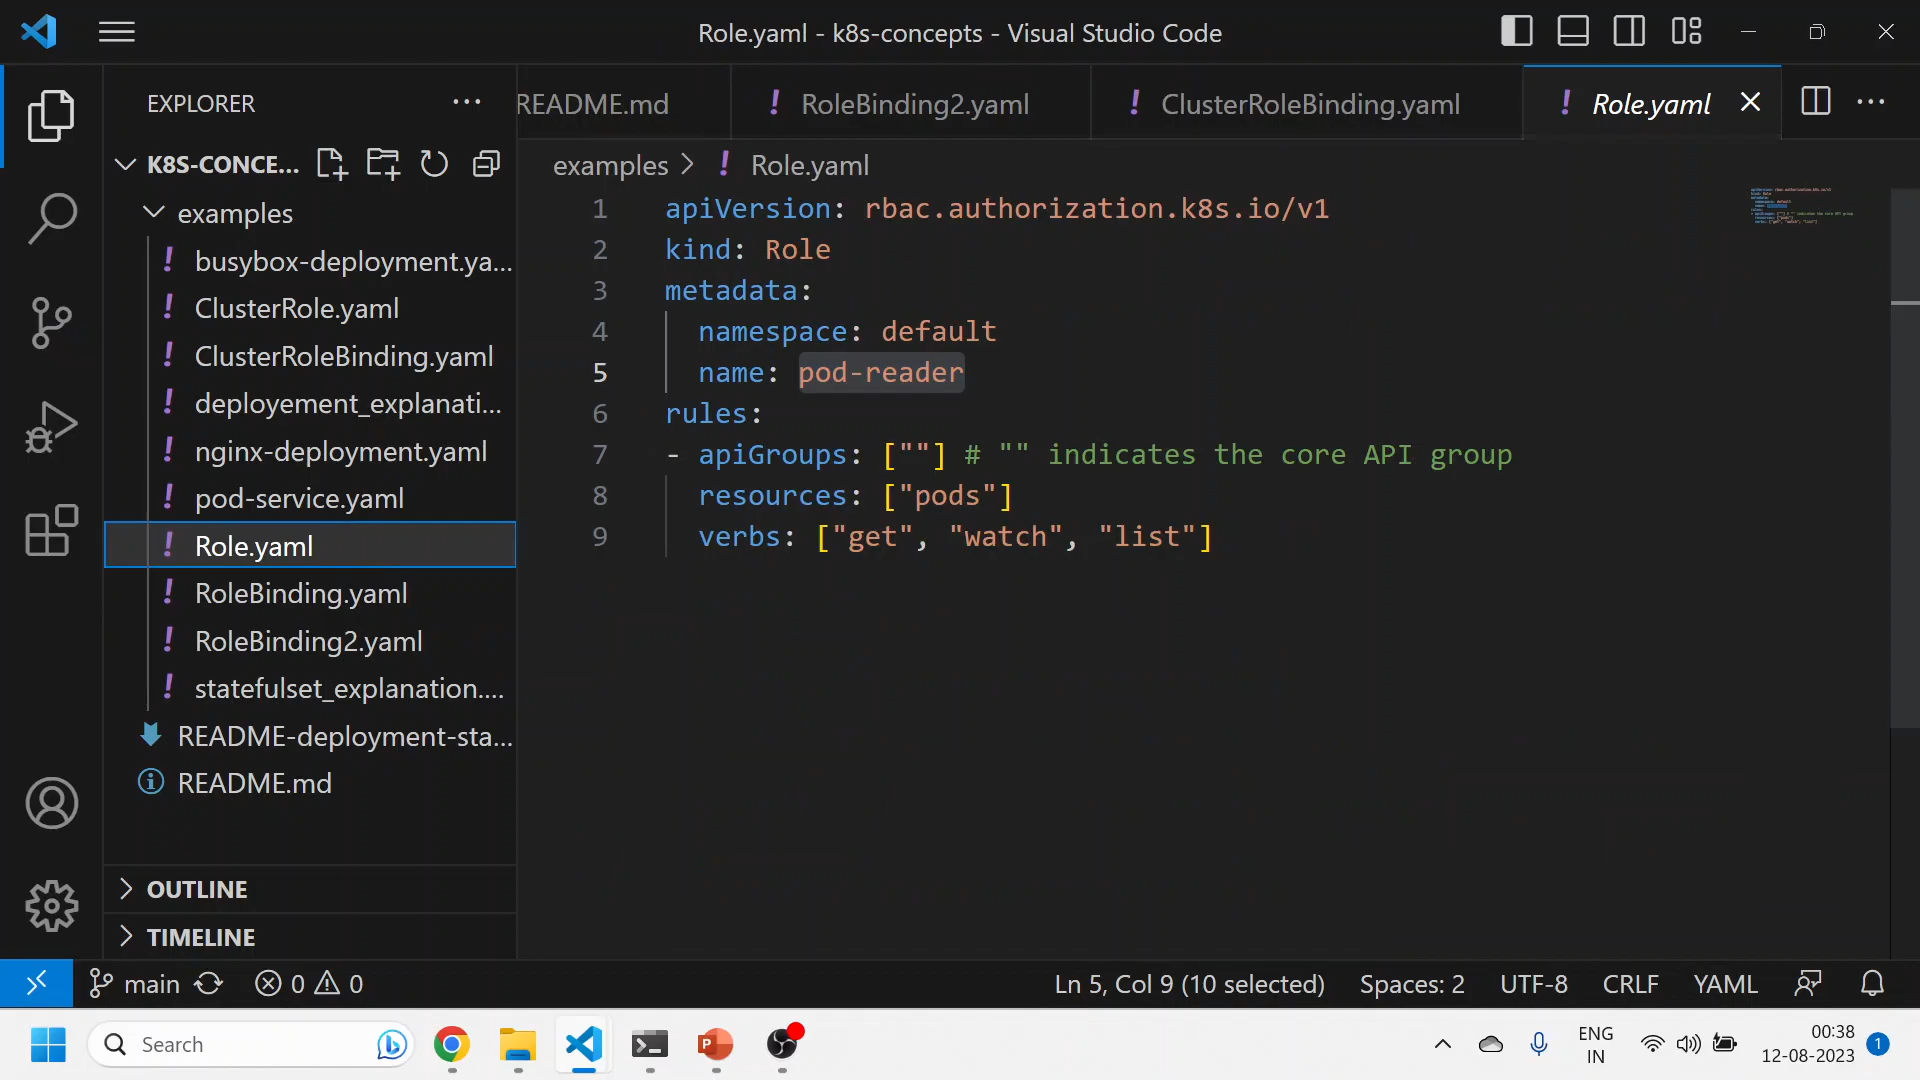 Role.yaml - k8s-concepts - Visual Studio Code
EXPLORER
README.md
! RoleBinding2.yaml
! ClusterRoleBinding.yaml
! Role.yaml
K8S-CONCE...
examples
! busybox-deployment.ya...
! ClusterRole.yaml
! ClusterRoleBinding.yaml
! deployement_explanati...
! nginx-deployment.yaml
! pod-service.yaml
! Role.yaml
! RoleBinding.yaml
! RoleBinding2.yaml
! statefulset_explanation....
README-deployment-sta...
README.md
OUTLINE
TIMELINE
examples > ! Role.yaml
1 apiVersion: rbac.authorization.k8s.io/v1
2 kind: Role
3 metadata:
4 namespace: default
5 name: pod-reader
6 rules:
7 - apiGroups: [""] # "" indicates the core API group
8 resources: ["pods"]
9 verbs: ["get", "watch", "list"]
main 0 0
Ln 5, Col 9 (10 selected) Spaces: 2 UTF-8 CRLF YAML
Search
ENG
IN
00:38
12-08-2023
1